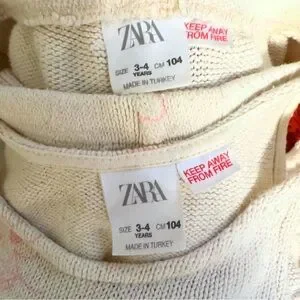 ZARA
KEEP AWAY
FROM FIRE
SIZE 3-4 CM 104
YEARS
MADE IN TURKEY
ZARA
KEEP AWAY
FROM FIRE
SIZE 3-4 CM 104
YEARS
MADE IN TURKEY